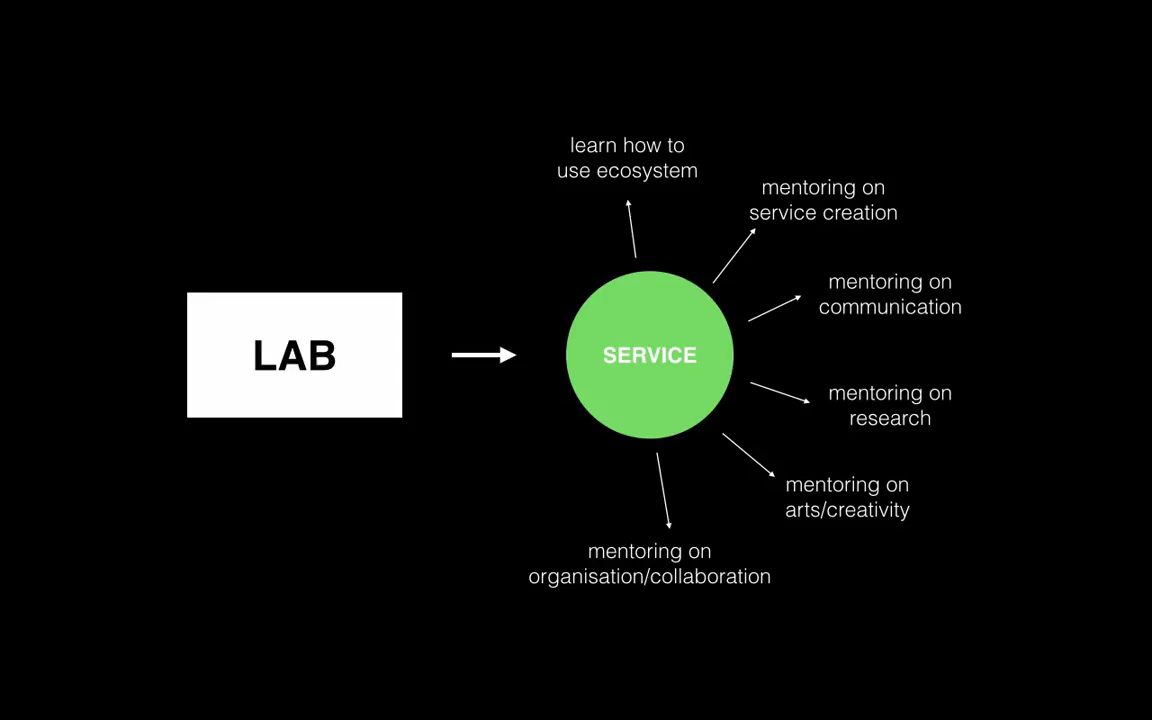 learn how to
use ecosystem
mentoring on
service creation
mentoring on
communication
LAB
SERVICE
mentoring on
research
mentoring on
arts/creativity
mentoring on
organisation/collaboration